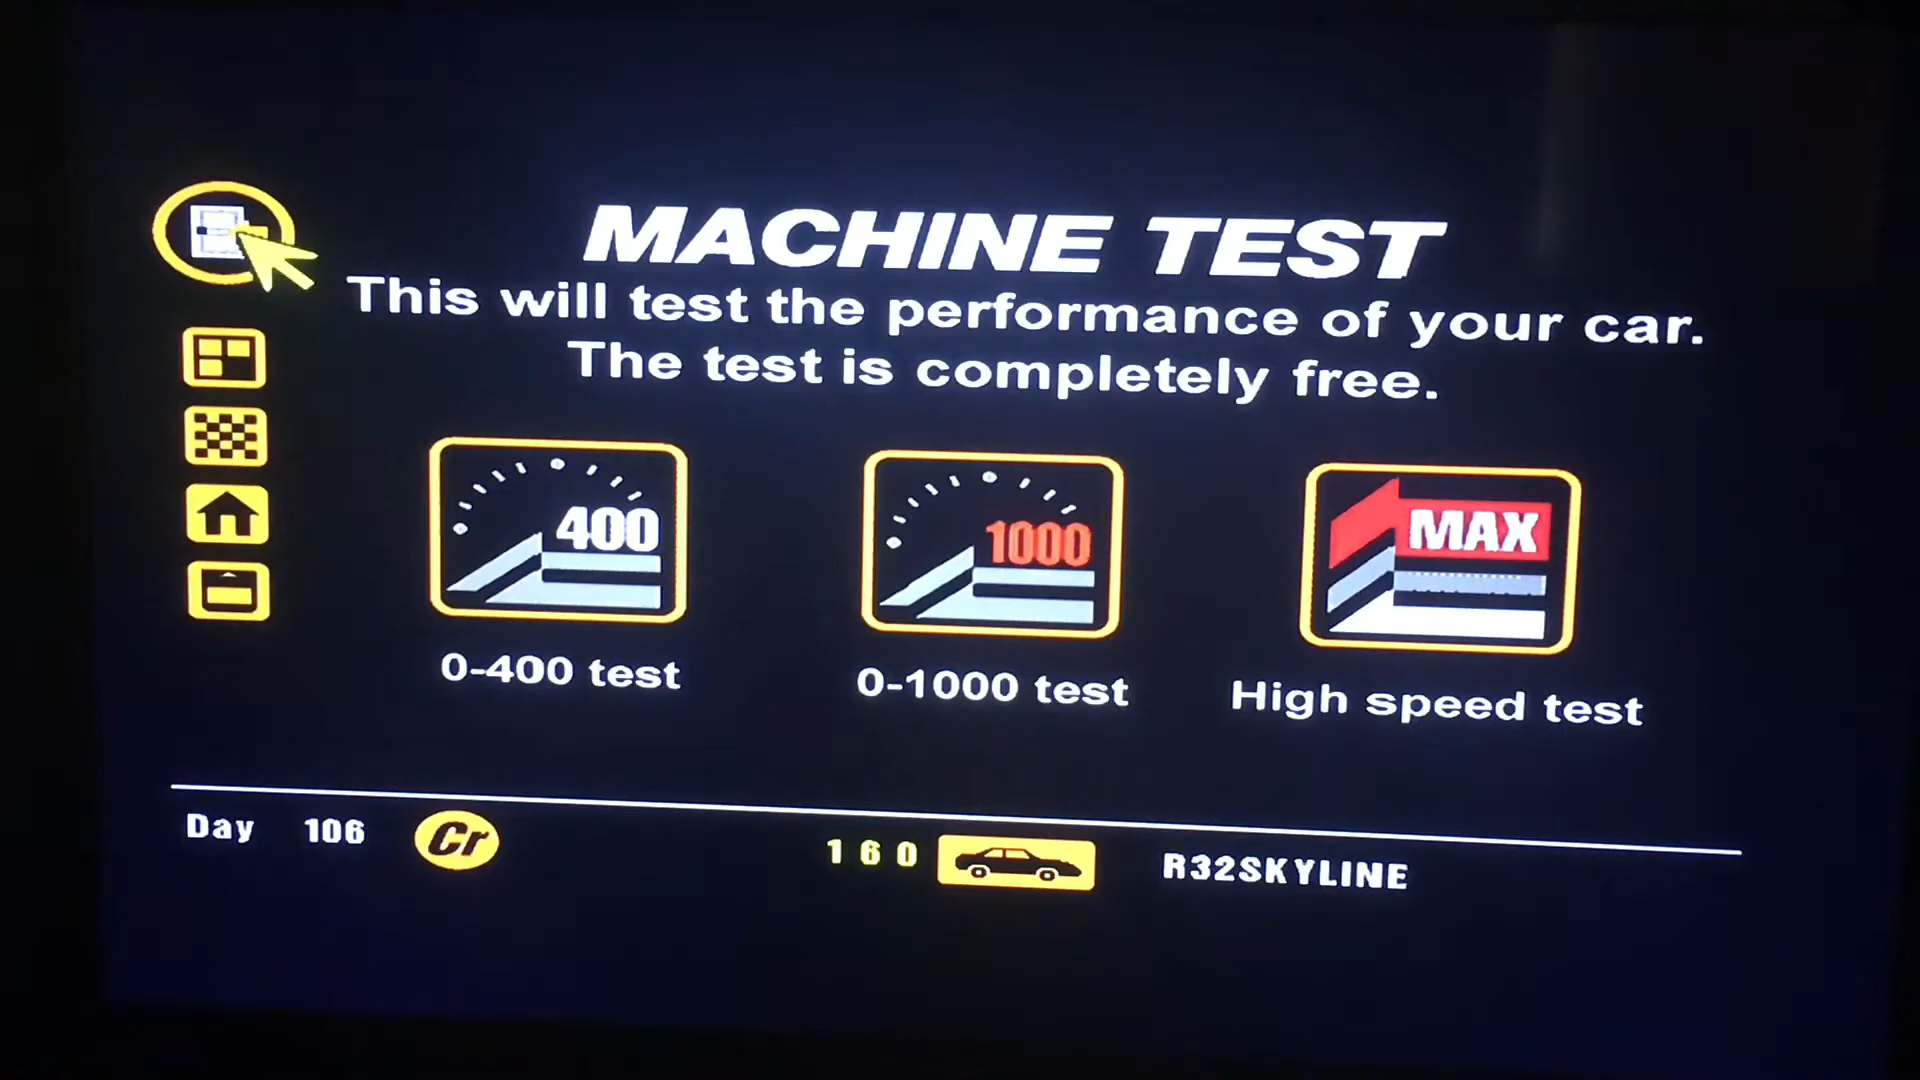 MACHINE TEST
This will test the performance of your car.
The test is completely free.
400
1000
MAX
0-400 test
0-1000 test
High speed test
Day 106 Cr 160 R32SKYLINE